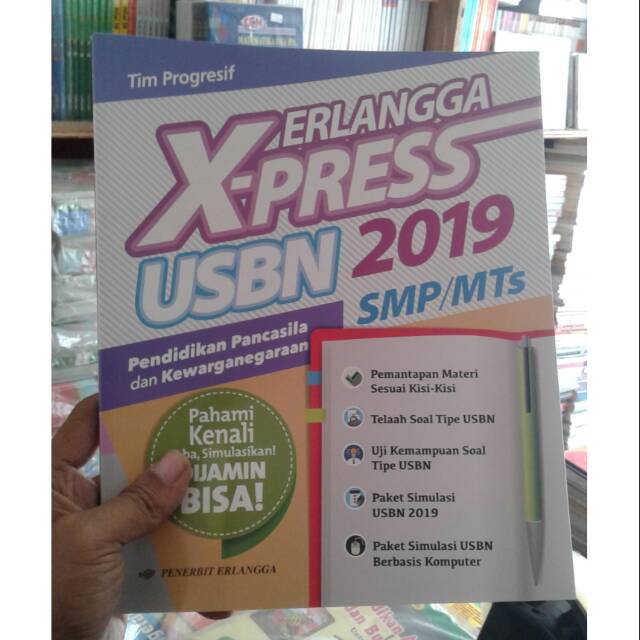 Tim Progresif
ERLANGGA
X-PRESS
USBN 2019
SMP/MTs
Pendidikan Pancasila
dan Kewarganegaraan
Pahami
Kenali
ba, Simulasikan!
IJAMIN
BISA!
Pemantapan Materi
Sesuai Kisi-Kisi
Telaah Soal Tipe USBN
Uji Kemampuan Soal
Tipe USBN
Paket Simulasi
USBN 2019
Paket Simulasi USBN
Berbasis Komputer
PENERBIT ERLANGGA